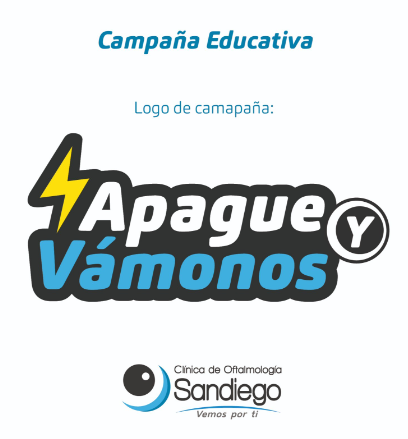 Campaña Educativa
Logo de camapaña:
Apague Y
Vámonos
Clínica de Oftalmología
Sandiego
Vemos por ti